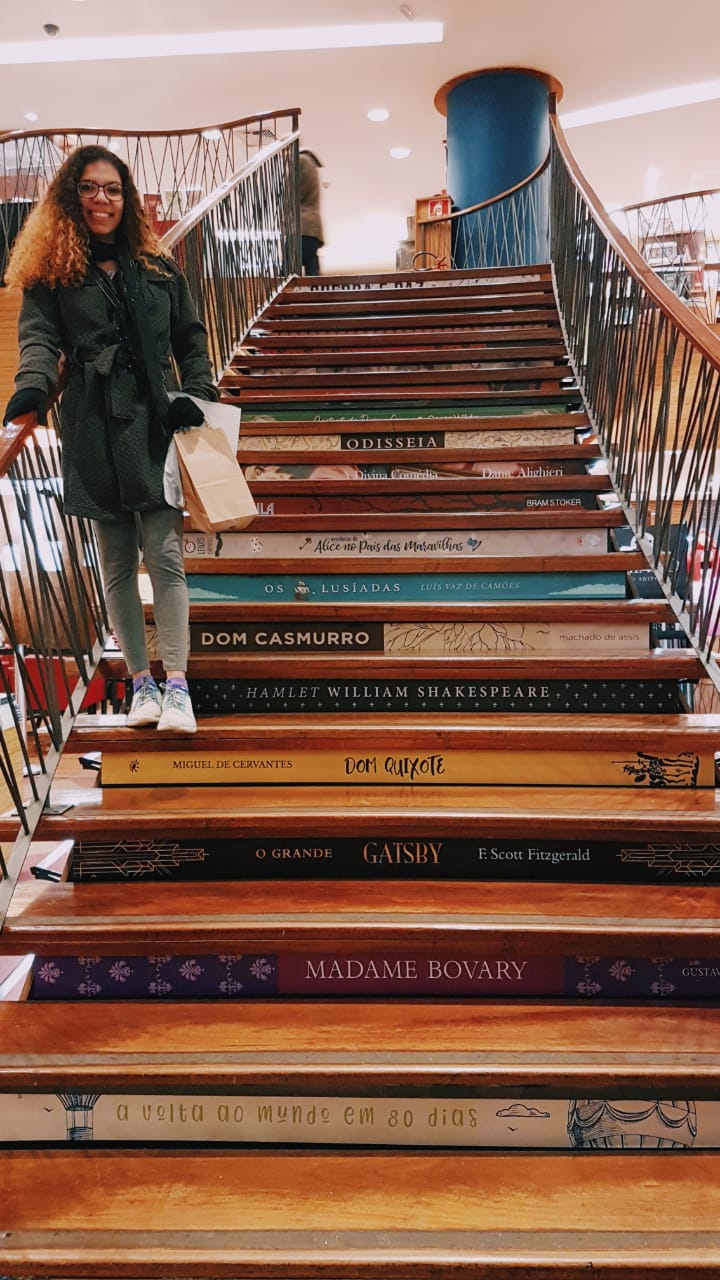 GUERRA E PAZ
ODISSEIA
A Divina Comédia Dante Alighieri
BRAM STOKER
Alice no País das Maravilhas
OS LUSÍADAS LUÍS VAZ DE CAMÕES
DOM CASMURRO machado de assis
HAMLET WILLIAM SHAKESPEARE
MIGUEL DE CERVANTES DOM QUIXOTE
O GRANDE GATSBY F. Scott Fitzgerald
MADAME BOVARY GUSTAV
a volta ao mundo em 80 dias